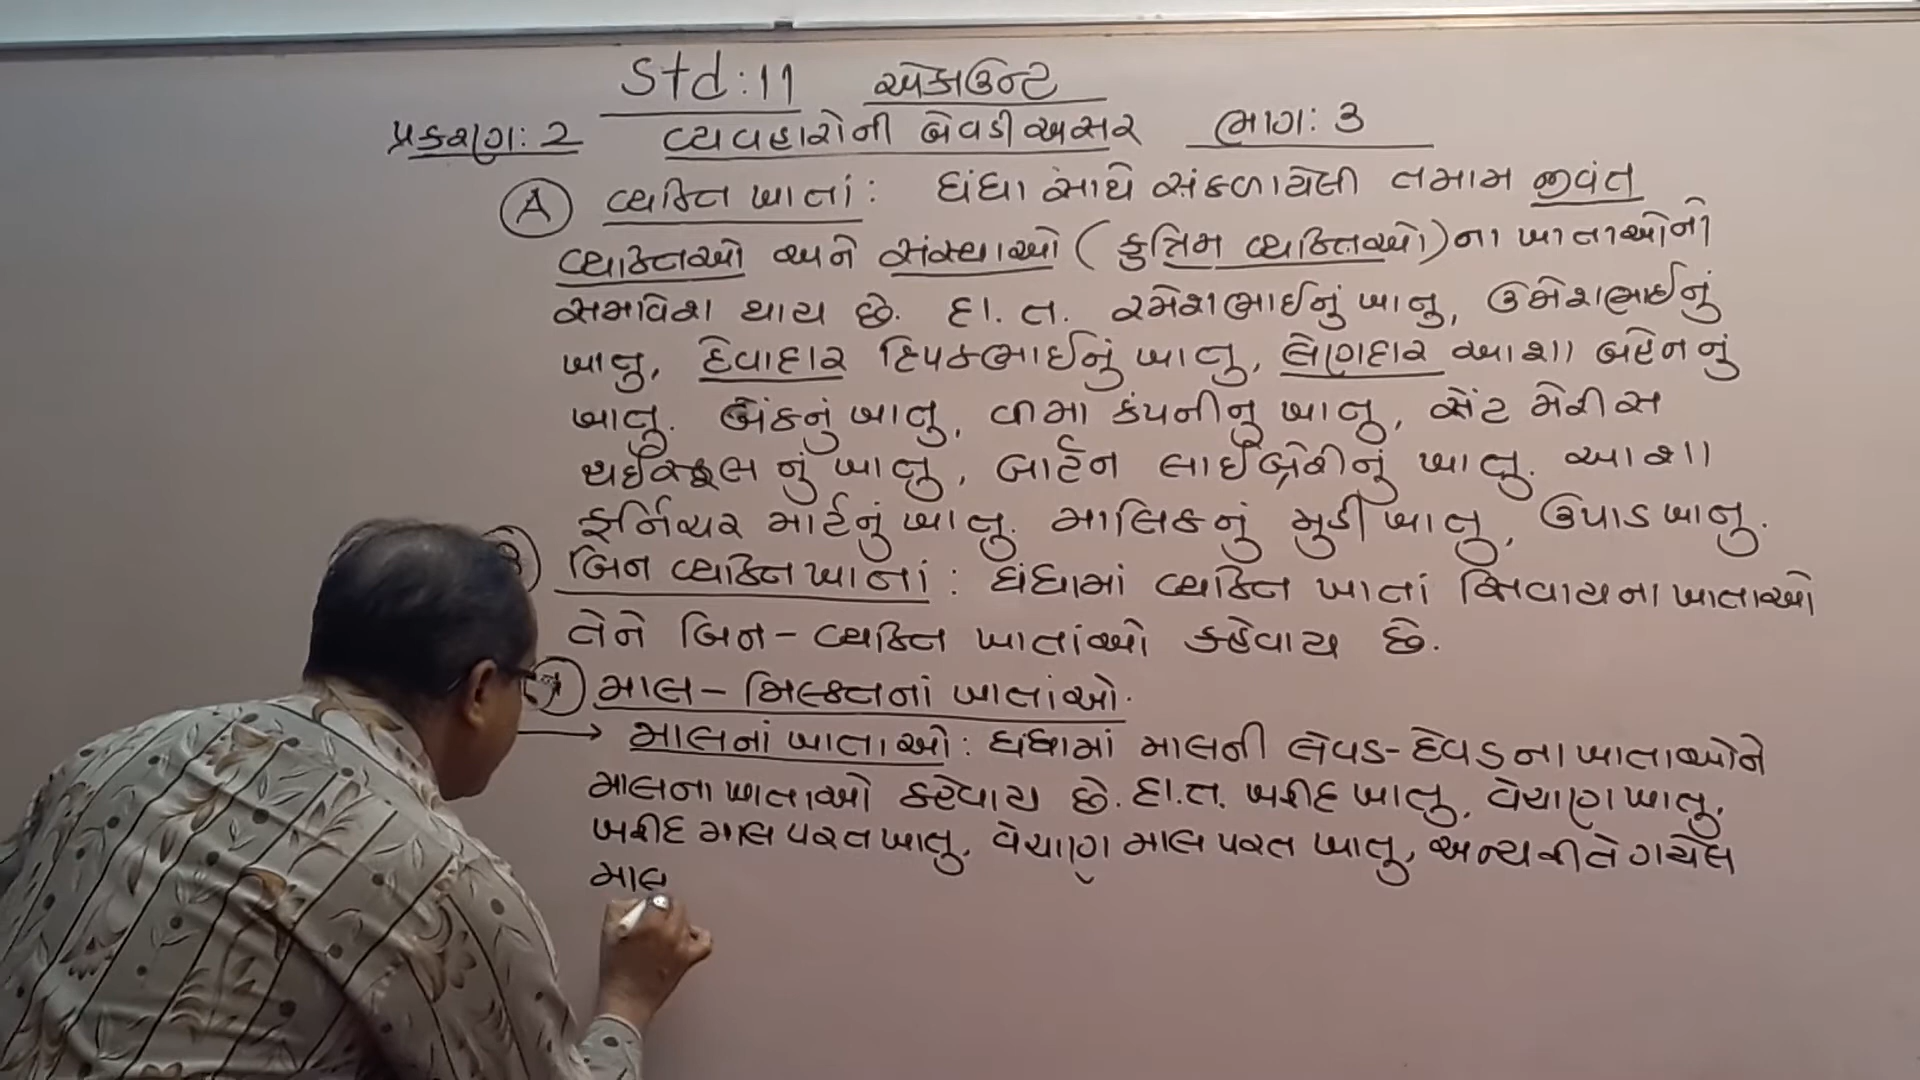 Std : 11 એકાઉન્ટ
પ્રકરણ : 2 વ્યવહારોની બેવડી અસર ભાગ : 3
A વ્યક્તિ ખાતાં : ધંધા સાથે સંકળાયેલી તમામ જીવંત
વ્યક્તિઓ અને સંસ્થાઓ ( કુત્રિમ વ્યક્તિઓ ) ના ખાતાઓનો
સમાવેશ થાય છે. દા. ત. રમેશભાઈનું ખાતુ, ઉમેશભાઈનું
ખાતુ, દેવાદાર દિપકભાઈનું ખાતુ, લેણદાર આશા બહેનનું
ખાતુ. બેંકનું ખાતુ, વીમા કંપનીનુ ખાતુ, સેંટ મેરીસ
હાઈસ્કૂલ નું ખાતુ, બાર્ટન લાઈબ્રેરીનું ખાતુ. આશા
ફર્નિચર માર્ટનું ખાતુ. માલિકનું મુડી ખાતુ, ઉપાડ ખાતુ.
બિન વ્યક્તિ ખાતાં : ધંધામાં વ્યક્તિ ખાતાં સિવાયના ખાતાઓ
તેને બિન - વ્યક્તિ ખાતાંઓ કહેવાય છે.
માલ - મિલ્કતનાં ખાતાંઓ.
→ માલનાં ખાતાઓ : ધંધામાં માલની લેવડ-દેવડના ખાતાઓને
માલના ખાતાઓ કહેવાય છે. દા.ત. ખરીદ ખાતુ, વેચાણ ખાતુ,
ખરીદ માલ પરત ખાતુ, વેચાણ માલ પરત ખાતુ, અન્ય રીતે ગયેલ
માલ